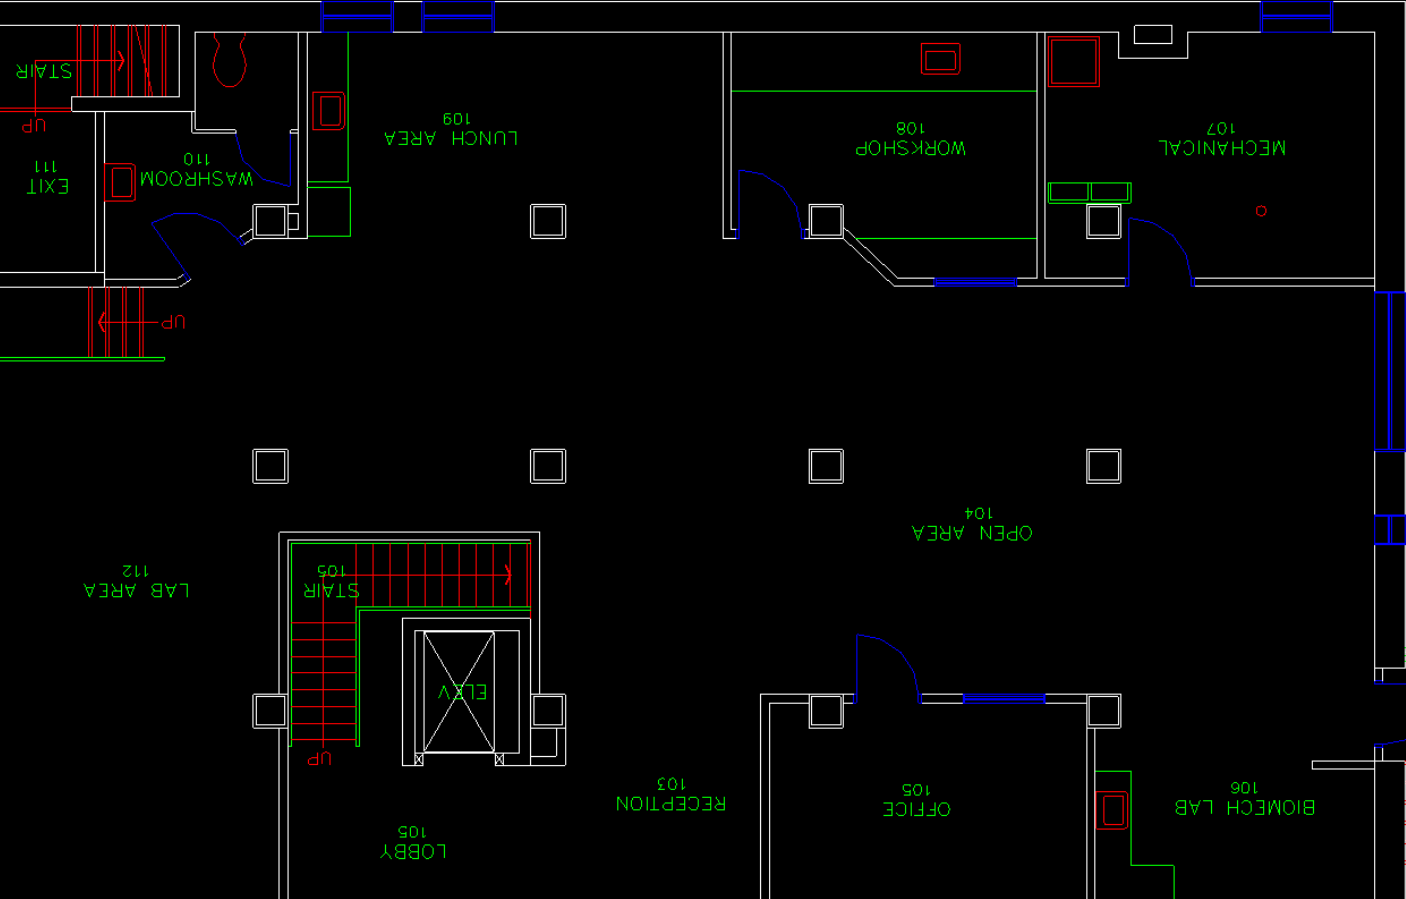 BIOMECH LAB
106
OFFICE
105
RECEPTION
103
LOBBY
105
UP
ELEV
STAIR
105
LAB AREA
112
OPEN AREA
104
UP
MECHANICAL
107
WORKSHOP
108
LUNCH AREA
109
WASHROOM
110
EXIT
111
UP
STAIR